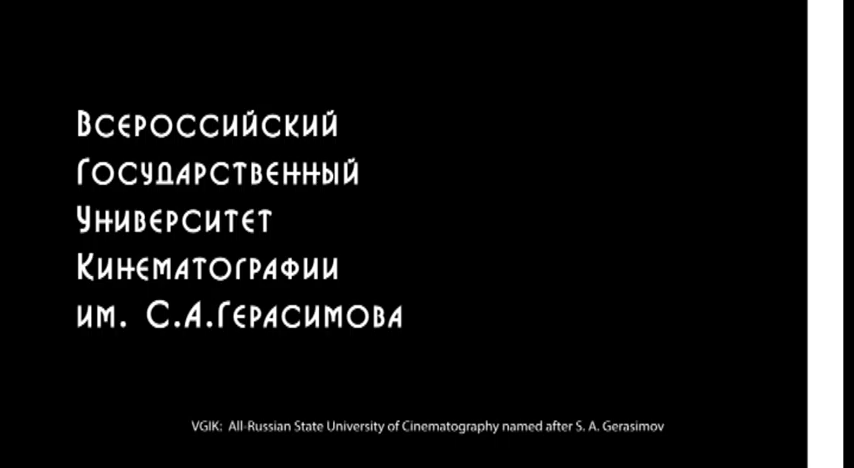 Всероссийский
Государственный
Университет
Кинематографии
им. С.А.Герасимова
VGIK: All-Russian State University of Cinematography named after S. A. Gerasimov